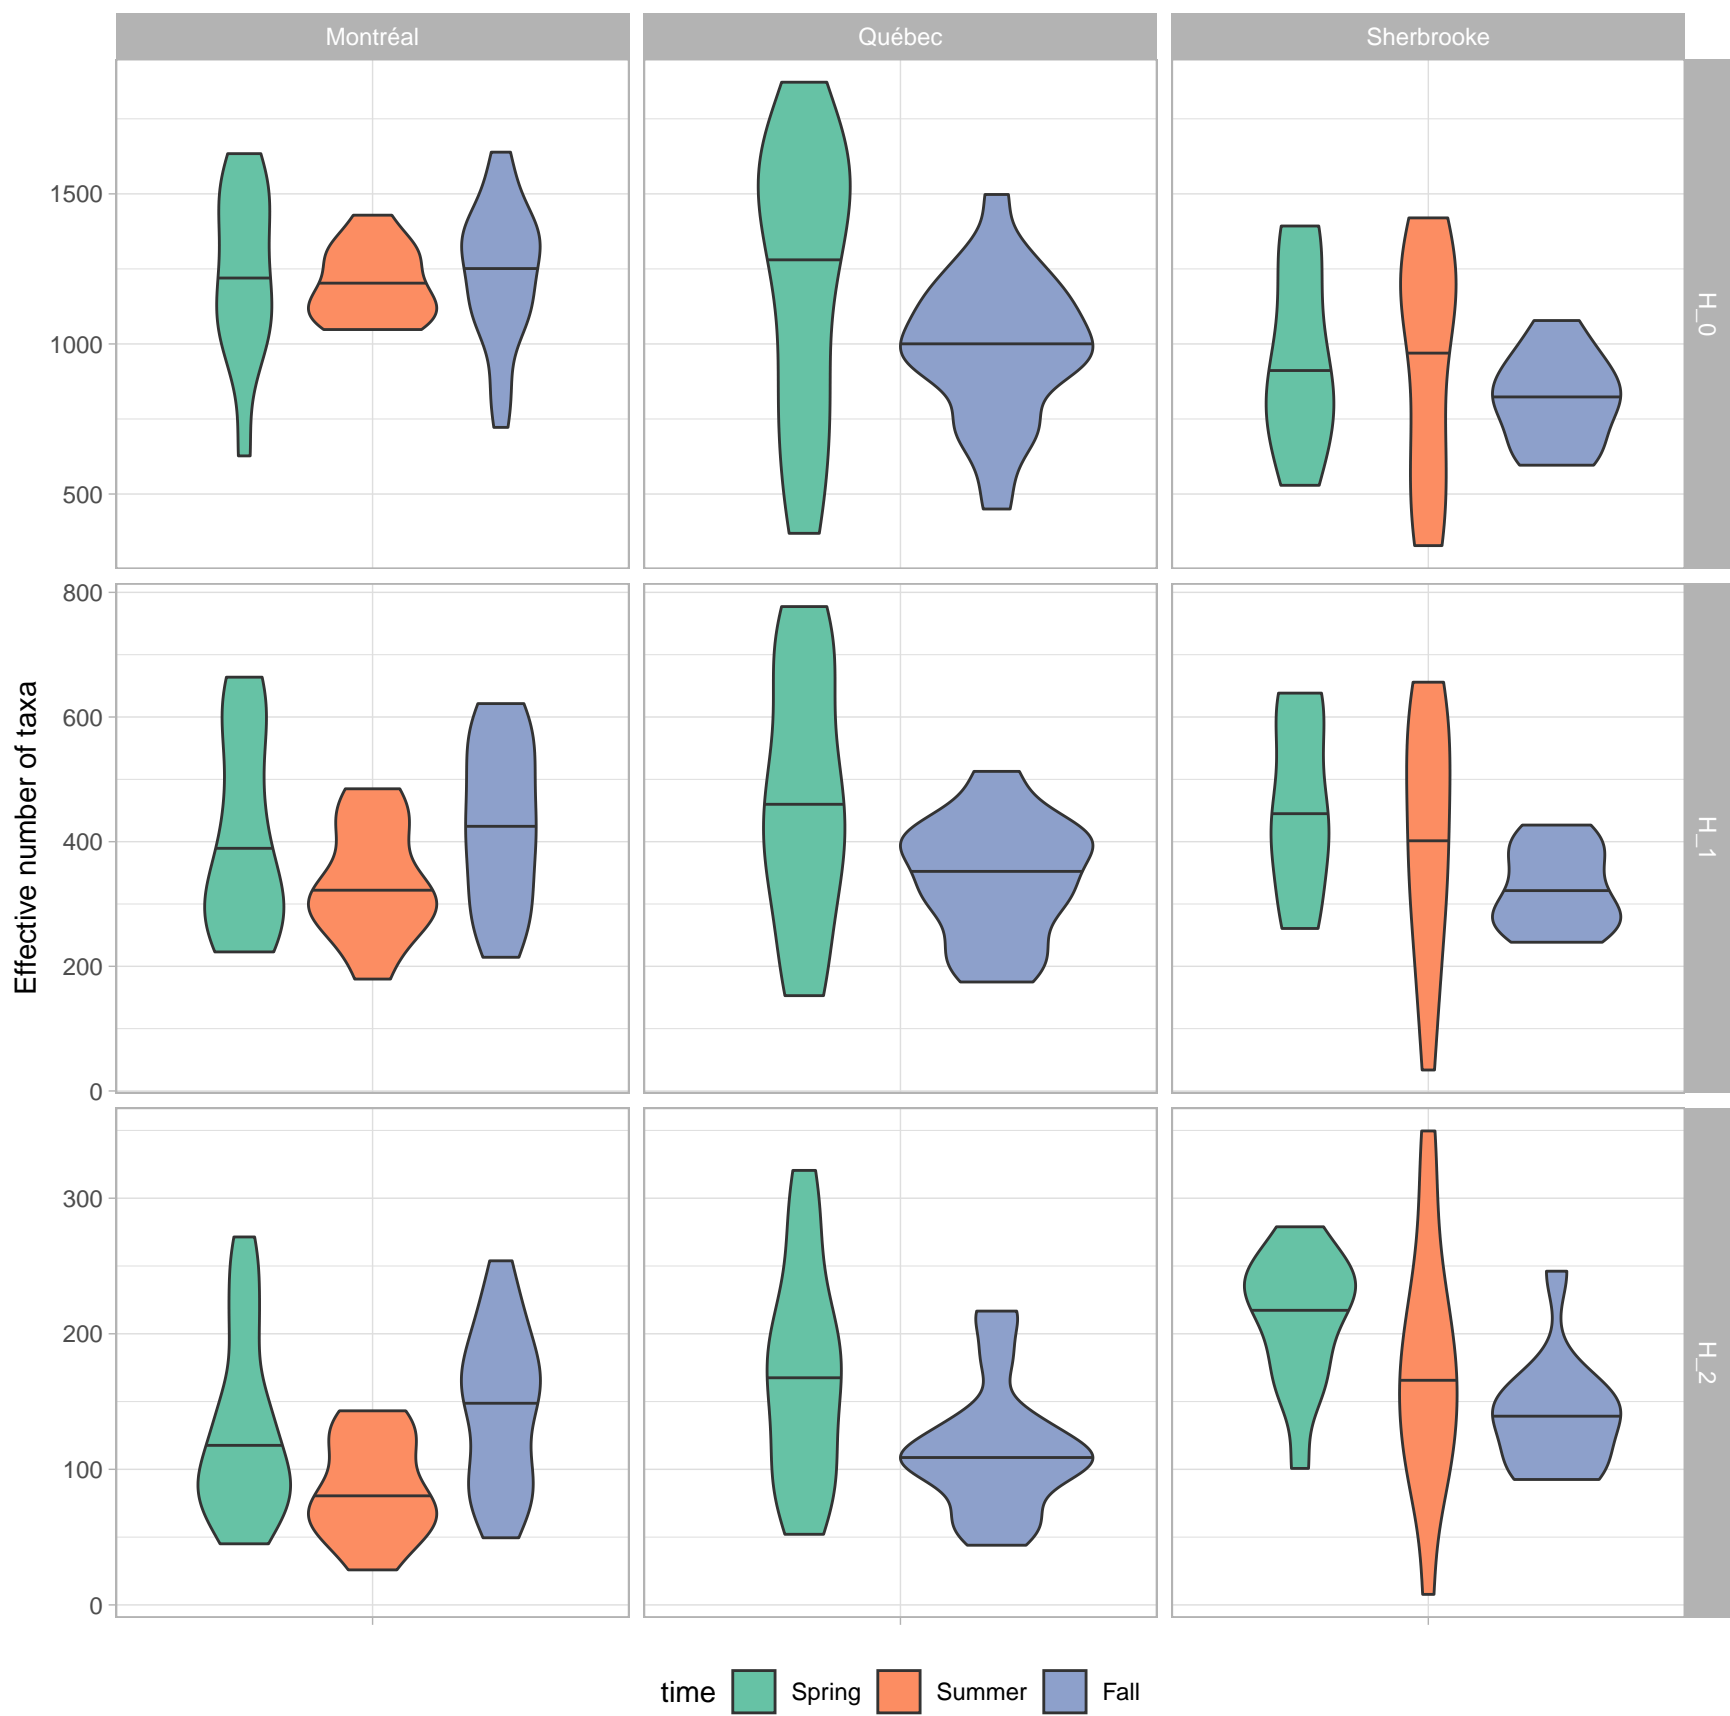 Montréal Québec Sherbrooke
H_0
1500
1000
500
Effective number of taxa
H_1
800
600
400
200
0
H_2
300
200
100
0
time Spring Summer Fall